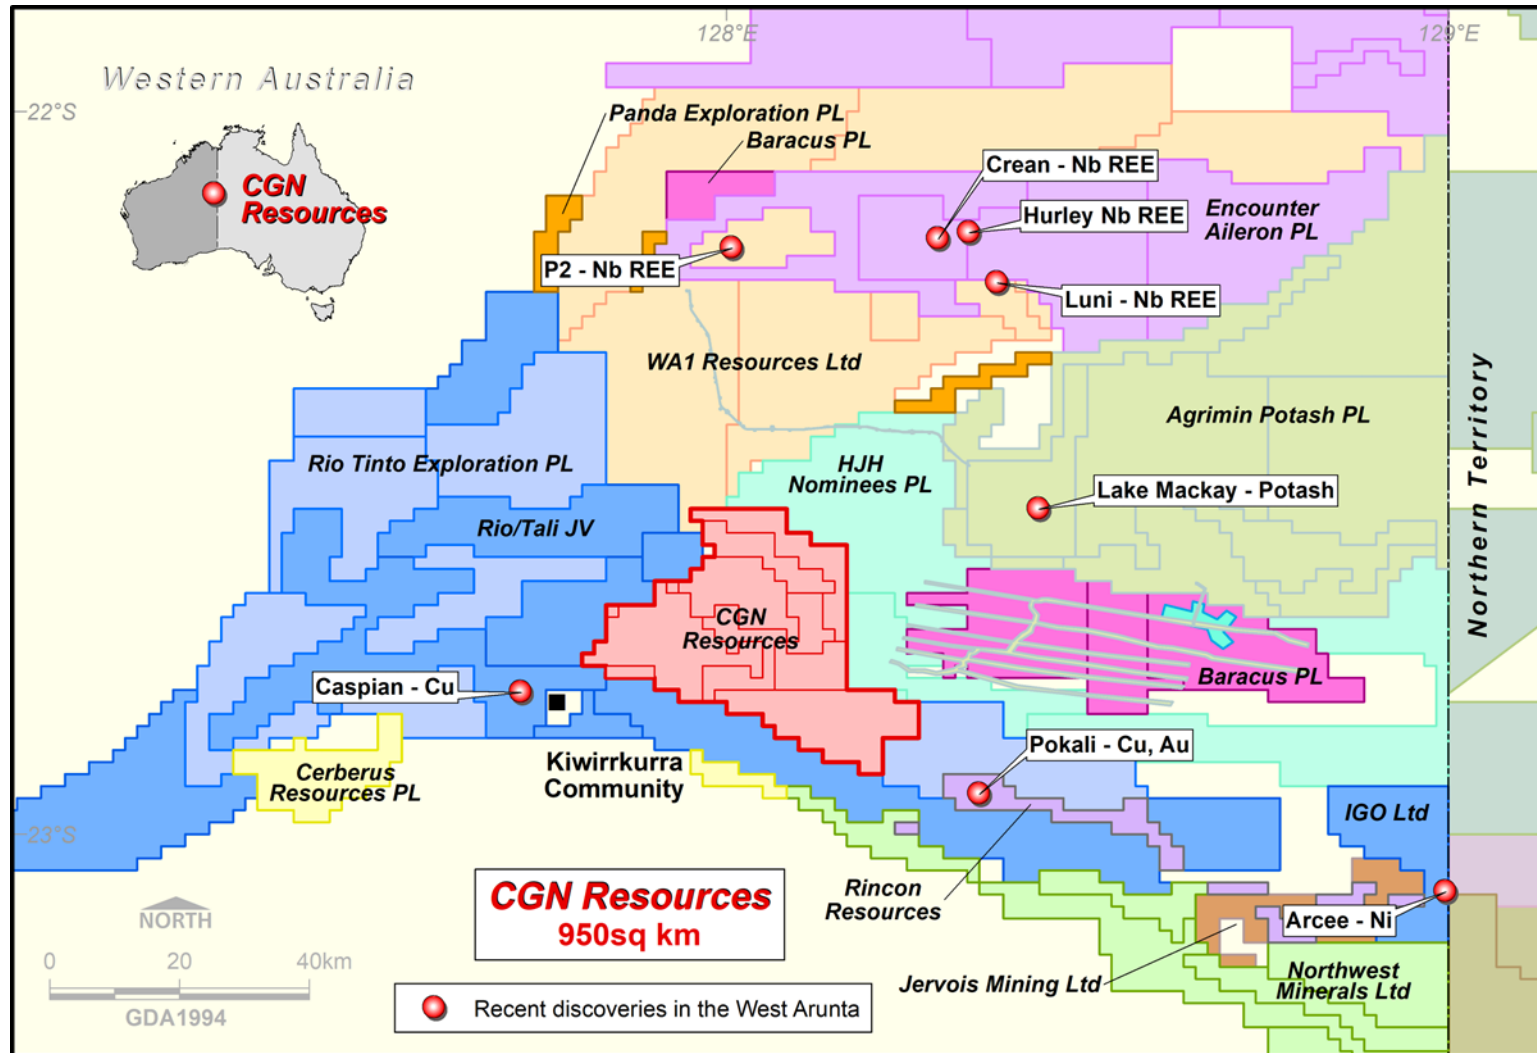 128°E
129°E
Western Australia
22°S
Panda Exploration PL
Baracus PL
Crean - Nb REE
CGN
Resources
Hurley Nb REE
Encounter
Aileron PL
P2 - Nb REE
Luni - Nb REE
WA1 Resources Ltd
Northern Territory
Agrimin Potash PL
Rio Tinto Exploration PL
HJH
Nominees PL
Lake Mackay - Potash
Rio/Tali JV
CGN
Resources
Caspian - Cu
Baracus PL
Pokali - Cu, Au
Kiwirrkurra
Community
Cerberus
Resources PL
23°S
IGO Ltd
CGN Resources
950sq km
Rincon
Resources
NORTH
Arcee - Ni
0 20 40km
GDA1994
Jervois Mining Ltd
Northwest
Minerals Ltd
Recent discoveries in the West Arunta